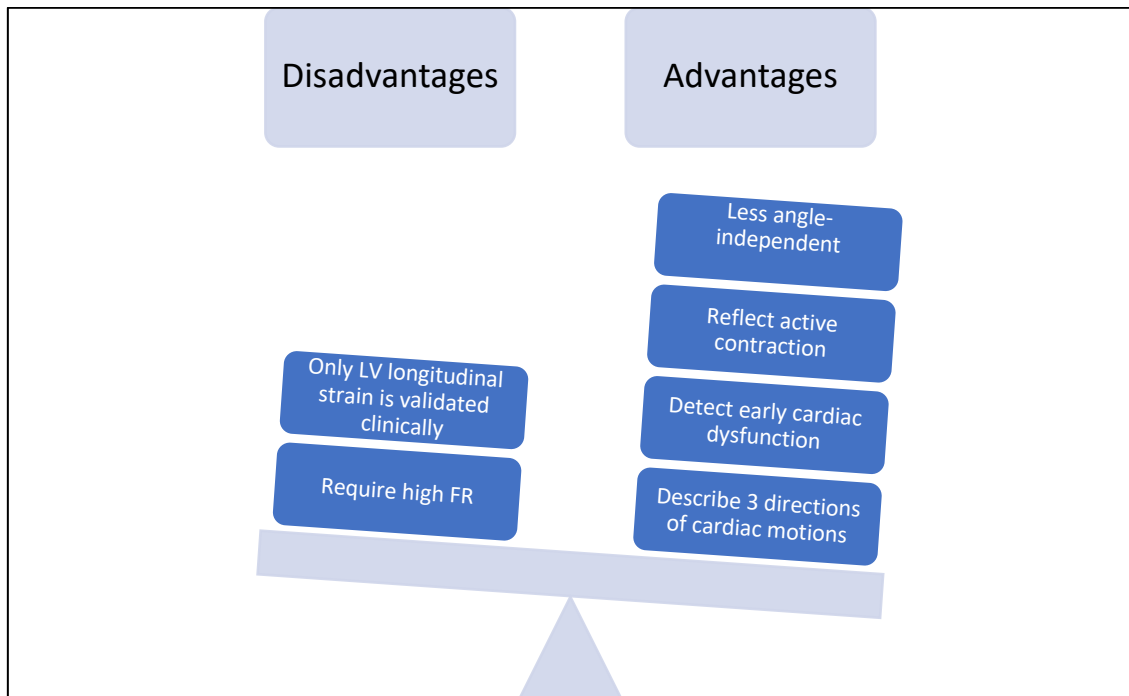 Disadvantages
Advantages
Only LV longitudinal
strain is validated
clinically
Require high FR
Less angle-
independent
Reflect active
contraction
Detect early cardiac
dysfunction
Describe 3 directions
of cardiac motions